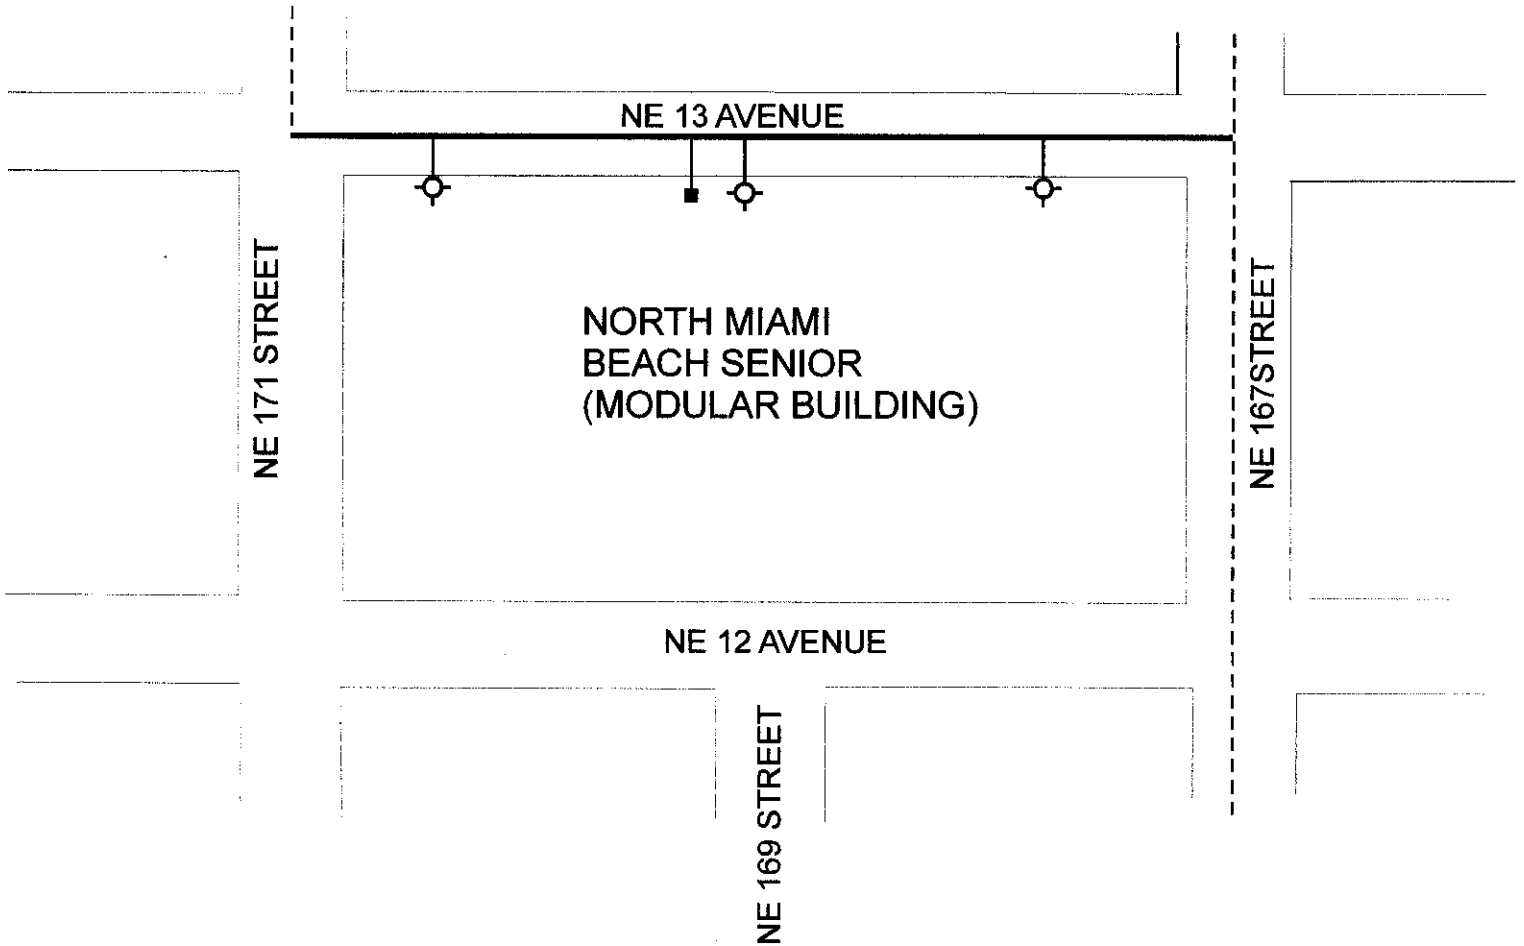 NE 13 AVENUE
NE 171 STREET
NORTH MIAMI
BEACH SENIOR
(MODULAR BUILDING)
NE 167STREET
NE 12 AVENUE
NE 169 STREET